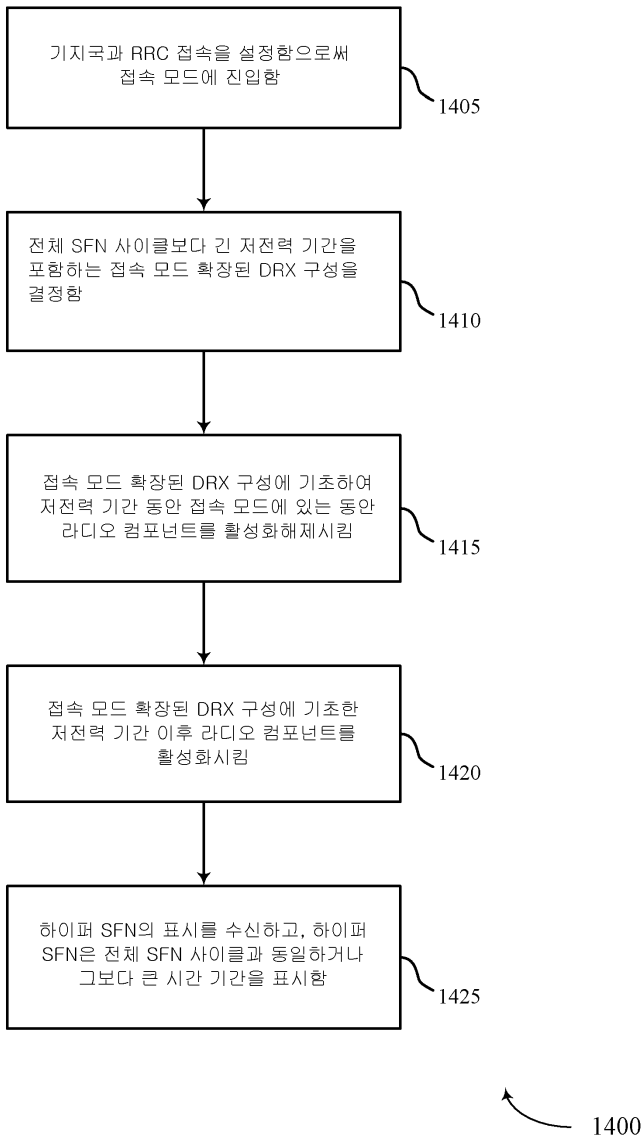 기지국과 RRC 접속을 설정함으로써
접속 모드에 진입함
1405
전체 SFN 사이클보다 긴 저전력 기간을
포함하는 접속 모드 확장된 DRX 구성을
결정함
1410
접속 모드 확장된 DRX 구성에 기초하여
저전력 기간 동안 접속 모드에 있는 동안
라디오 컴포넌트를 활성화해제시킴
1415
접속 모드 확장된 DRX 구성에 기초한
저전력 기간 이후 라디오 컴포넌트를
활성화시킴
1420
하이퍼 SFN의 표시를 수신하고, 하이퍼
SFN은 전체 SFN 사이클과 동일하거나
그보다 큰 시간 기간을 표시함
1425
1400